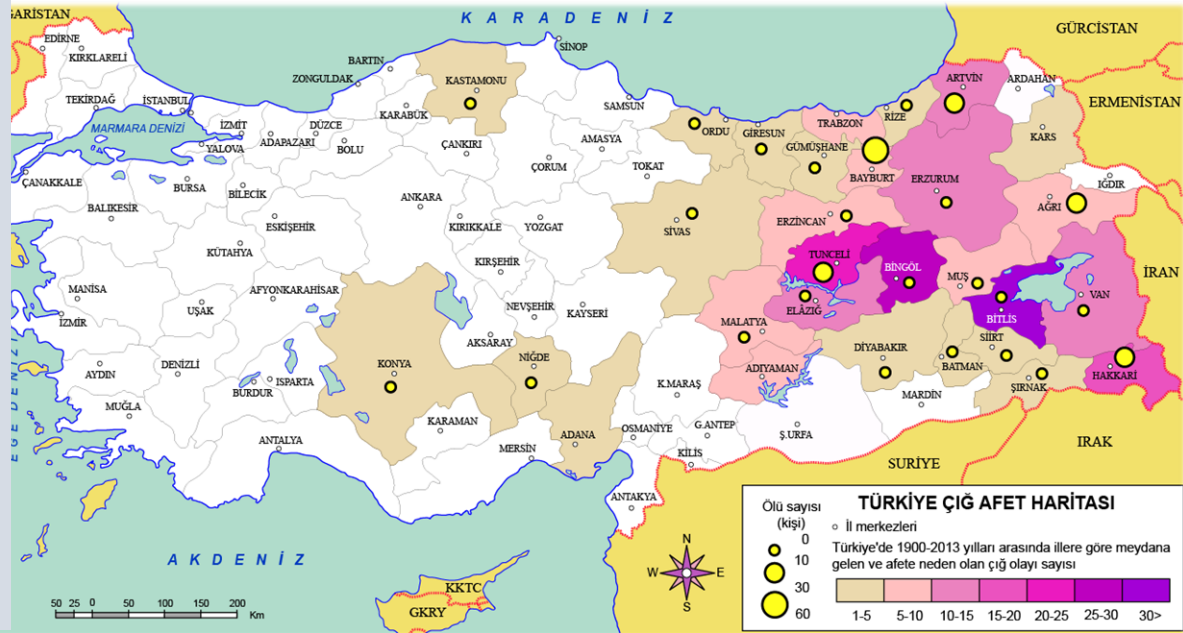 KARADENİZ
GARİSTAN
GÜRCİSTAN
EDİRNE
KIRKLARELİ
SİNOP
BARTIN
ZONGULDAK
KASTAMONU
ARTVİN
ARDAHAN
TEKİRDAĞ
İSTANBUL
SAMSUN
RİZE
ERMENİSTAN
MARMARA DENİZİ
İZMİT
DÜZCE
KARABÜK
ORDU
GİRESUN
TRABZON
KARS
YALOVA
ADAPAZARI
BOLU
ÇANKIRI
AMASYA
GÜMÜŞHANE
ÇANAKKALE
BURSA
BİLECİK
ÇORUM
TOKAT
BAYBURT
ERZURUM
IĞDIR
BALIKESİR
ANKARA
AĞRI
ESKİŞEHİR
KIRIKKALE
YOZGAT
SİVAS
ERZİNCAN
KÜTAHYA
TUNCELİ
BİNGÖL
MUŞ
İRAN
KIRŞEHİR
MANİSA
AFYONKARAHİSAR
NEVŞEHİR
KAYSERİ
ELÂZIĞ
VAN
UŞAK
BİTLİS
İZMİR
AKSARAY
MALATYA
SİİRT
AYDIN
DENİZLİ
KONYA
NİĞDE
DİYABAKIR
BATMAN
BURDUR
ISPARTA
K.MARAŞ
ADIYAMAN
ŞIRNAK
HAKKARİ
MUĞLA
KARAMAN
MARDİN
EGE DENİZİ
ANTALYA
MERSİN
ADANA
OSMANİYE
G.ANTEP
Ş.URFA
IRAK
KİLİS
SURİYE
ANTAKYA
AKDENİZ
KKTC
GKRY
50 25 0 50 100 150 200
Km
N
W E
S
TÜRKİYE ÇIĞ AFET HARİTASI
Ölü sayısı
(kişi)
0
10
30
60
İl merkezleri
Türkiye'de 1900-2013 yılları arasında illere göre meydana
gelen ve afete neden olan çığ olayı sayısı
1-5 5-10 10-15 15-20 20-25 25-30 30>